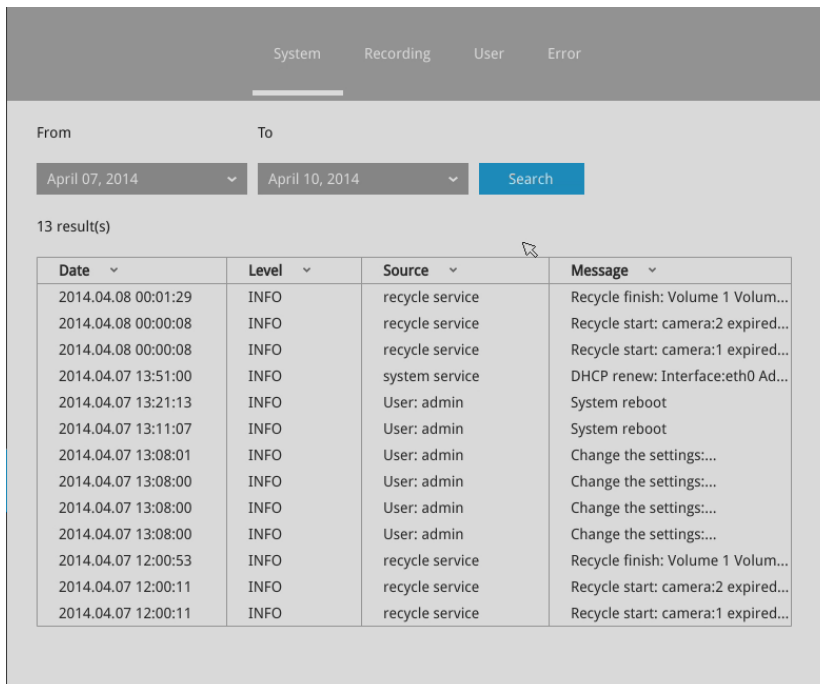 System Recording User Error
From To
April 07, 2014 April 10, 2014 Search
13 result(s)
Date Level Source Message
2014.04.08 00:01:29 INFO recycle service Recycle finish: Volume 1 Volum...
2014.04.08 00:00:08 INFO recycle service Recycle start: camera:2 expired...
2014.04.08 00:00:08 INFO recycle service Recycle start: camera:1 expired...
2014.04.07 13:51:00 INFO system service DHCP renew: Interface:eth0 Ad...
2014.04.07 13:21:13 INFO User: admin System reboot
2014.04.07 13:11:07 INFO User: admin System reboot
2014.04.07 13:08:01 INFO User: admin Change the settings:...
2014.04.07 13:08:00 INFO User: admin Change the settings:...
2014.04.07 13:08:00 INFO User: admin Change the settings:...
2014.04.07 13:08:00 INFO User: admin Change the settings:...
2014.04.07 12:00:53 INFO recycle service Recycle finish: Volume 1 Volum...
2014.04.07 12:00:11 INFO recycle service Recycle start: camera:2 expired...
2014.04.07 12:00:11 INFO recycle service Recycle start: camera:1 expired...